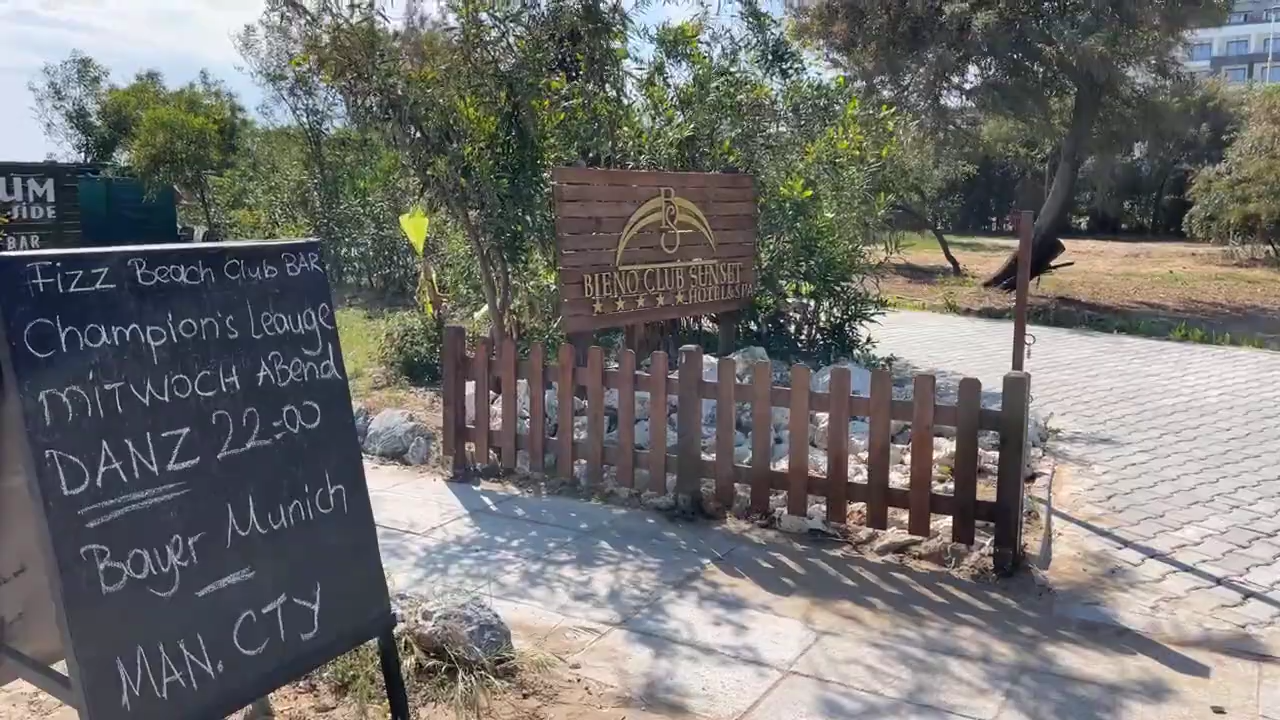 UM
SIDE
BAR
Fizz Beach Club BAR
Champion's Leauge
MITWOCH ABend
DANZ 22:00
Bayer Munich
MAN. CTY
BIENO CLUB SUNSET
HOTEL & SPA